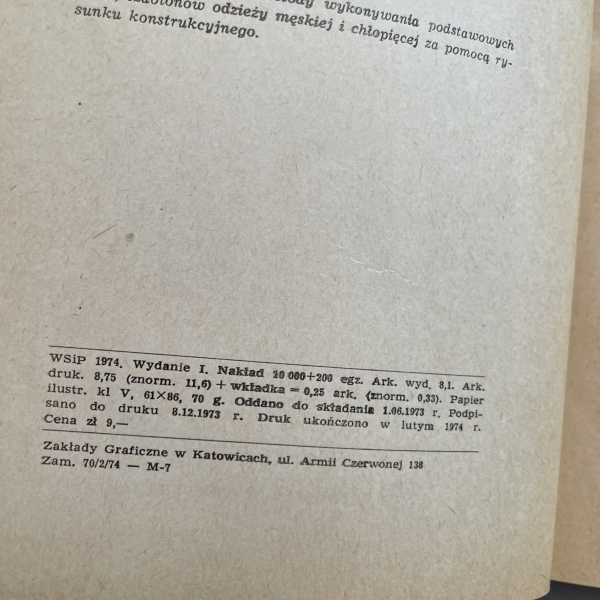 wykonywania podstawowych
szablonów odzieży męskiej i chłopięcej za pomocą ry-
sunku konstrukcyjnego.
WSiP 1974. Wydanie I. Nakład 10 000+200 egz. Ark. wyd. 8,1. Ark.
druk. 8,75 (znorm. 11,6) + wkładka = 0,25 ark. (znorm. 0,33). Papier
ilustr. kl V, 61×86, 70 g. Oddano do składania 1.06.1973 r. Podpi-
sano do druku 8.12.1973 r. Druk ukończono w lutym 1974 r.
Cena zł 9,—
Zakłady Graficzne w Katowicach, ul. Armii Czerwonej 138
Zam. 70/2/74 — M-7